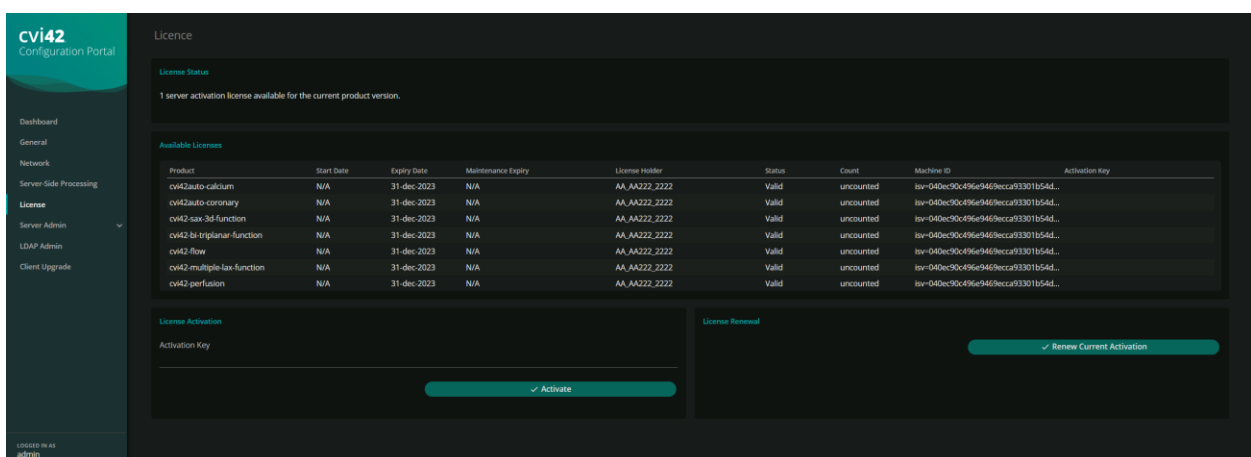 cvi42
Configuration Portal
Dashboard
General
Network
Server-Side Processing
License
Server Admin
LDAP Admin
Client Upgrade
LOGGED IN AS
admin
Licence
License Status
1 server activation license available for the current product version.
Available Licenses
Product Start Date Expiry Date Maintenance Expiry License Holder Status Count Machine ID Activation Key
cvi42auto-calcium N/A 31-dec-2023 N/A AA_AA222_2222 Valid uncounted isv=040ec90c496e9469ecca93301b54d...
cvi42auto-coronary N/A 31-dec-2023 N/A AA_AA222_2222 Valid uncounted isv=040ec90c496e9469ecca93301b54d...
cvi42-sax-3d-function N/A 31-dec-2023 N/A AA_AA222_2222 Valid uncounted isv=040ec90c496e9469ecca93301b54d...
cvi42-bi-triplanar-function N/A 31-dec-2023 N/A AA_AA222_2222 Valid uncounted isv=040ec90c496e9469ecca93301b54d...
cvi42-flow N/A 31-dec-2023 N/A AA_AA222_2222 Valid uncounted isv=040ec90c496e9469ecca93301b54d...
cvi42-multiple-lax-function N/A 31-dec-2023 N/A AA_AA222_2222 Valid uncounted isv=040ec90c496e9469ecca93301b54d...
cvi42-perfusion N/A 31-dec-2023 N/A AA_AA222_2222 Valid uncounted isv=040ec90c496e9469ecca93301b54d...
License Activation
Activation Key
Activate
License Renewal
Renew Current Activation